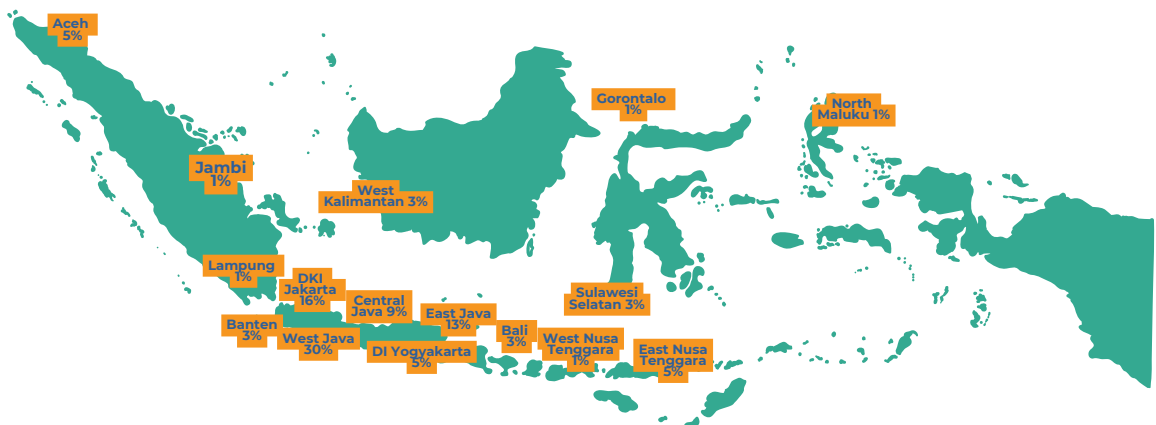 Aceh
5%
Gorontalo
1%
North
Maluku 1%
Jambi
1%
West
Kalimantan 3%
Lampung
1%
DKI
Jakarta
16%
Central
Java 9%
East Java
13%
Sulawesi
Selatan 3%
Banten
3%
West Java
30%
DI Yogyakarta
5%
Bali
3%
West Nusa
Tenggara
1%
East Nusa
Tenggara
5%